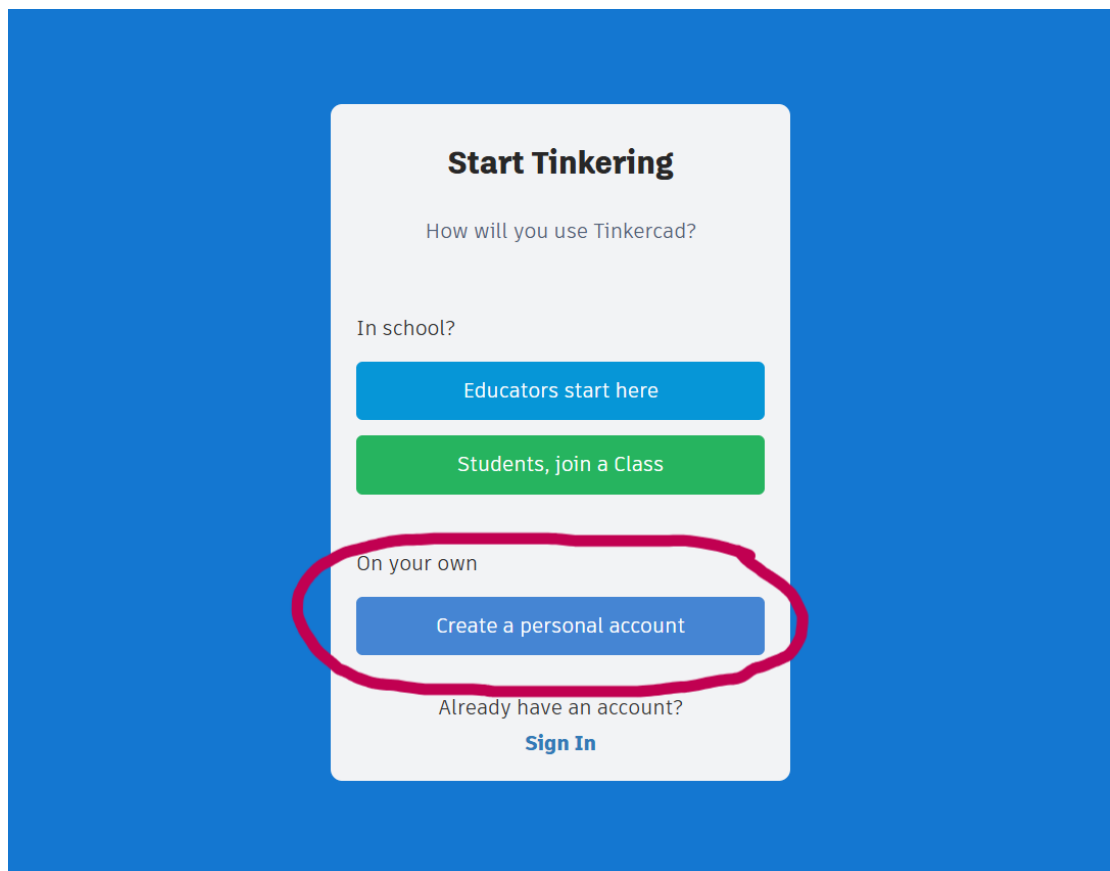 Start Tinkering
How will you use Tinkercad?
In school?
Educators start here
Students, join a Class
On your own
Create a personal account
Already have an account?
Sign In